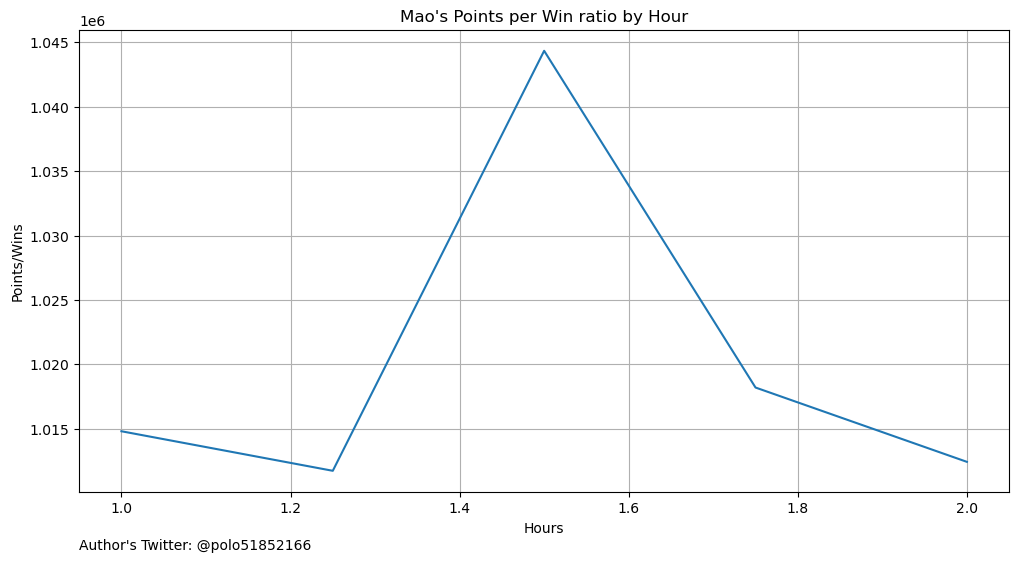 Mao's Points per Win ratio by Hour
1e6
1.045
1.040
1.035
1.030
1.025
1.020
1.015
Points/Wins
1.0 1.2 1.4 1.6 1.8 2.0
Hours
Author's Twitter: @polo51852166